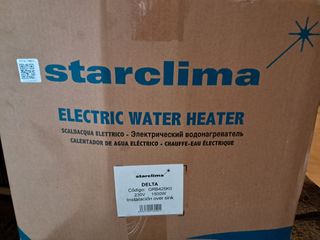 starclima
ELECTRIC WATER HEATER
SCALDACQUA ELETTRICO - Электрический водонагреватель
CALENTADOR DE AGUA ELÉCTRICO - CHAUFFE-EAU ÉLECTRIQUE
starclima
DELTA
Código:
230V 1500W
Instalación over sink